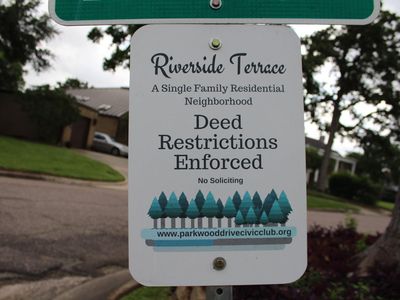 Riverside Terrace
A Single Family Residential
Neighborhood
Deed
Restrictions
Enforced
No Soliciting
www.parkwooddrivecivicclub.org